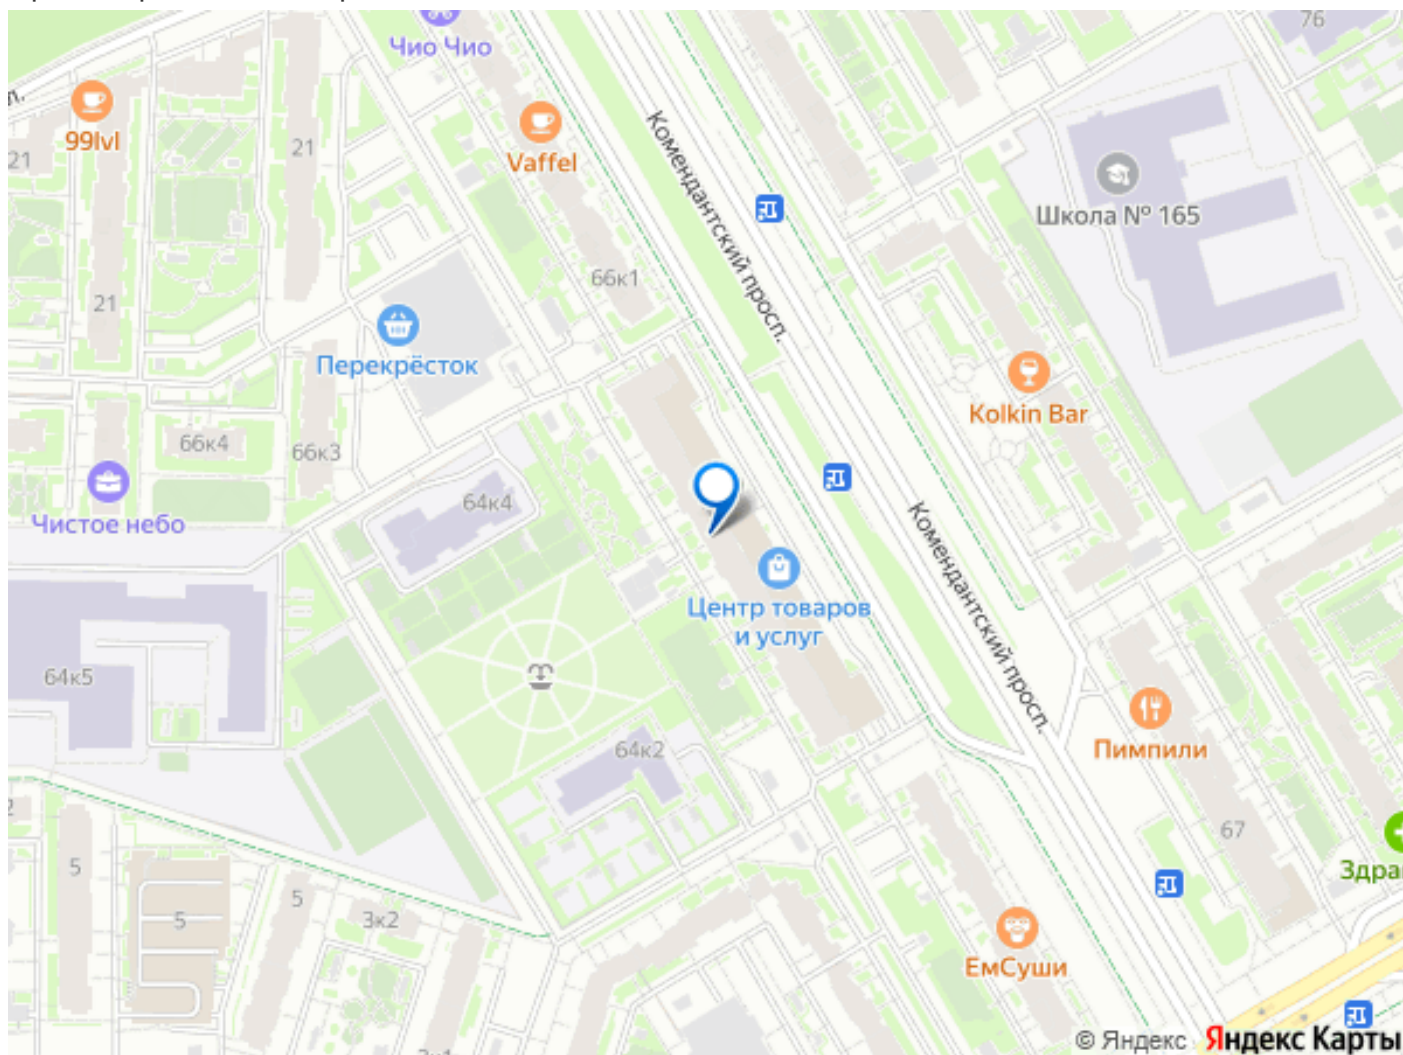 76
Чио Чио
99lvl
21
21
Vaffel
Комендантский просп.
Школа № 165
66к1
21
Перекрёсток
Kolkin Bar
66к4
66к3
64к4
Чистое небо
Комендантский просп.
Центр товаров
и услуг
64к5
64к2
Пимпили
67
5
5
5
3к2
ЕмСуши
© Яндекс Яндекс Карты